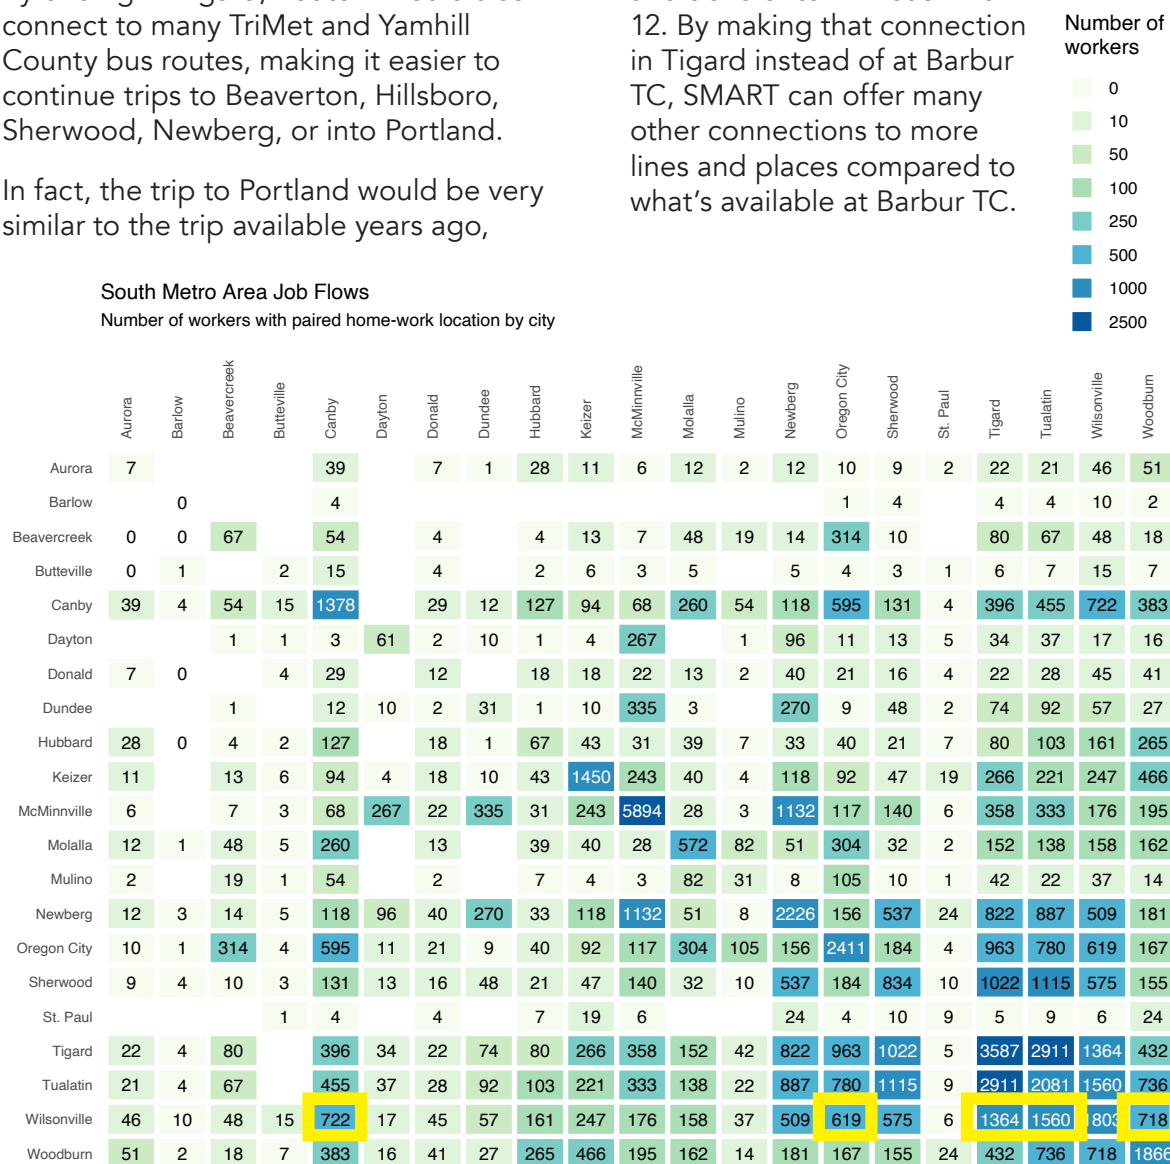 connect to many TriMet and Yamhill
County bus routes, making it easier to
continue trips to Beaverton, Hillsboro,
Sherwood, Newberg, or into Portland.
In fact, the trip to Portland would be very
similar to the trip available years ago,
12. By making that connection
in Tigard instead of at Barbur
TC, SMART can offer many
other connections to more
lines and places compared to
what's available at Barbur TC.
Number of
workers
0
10
50
100
250
500
1000
2500
South Metro Area Job Flows
Number of workers with paired home-work location by city
Aurora Barlow Beavercreek Butteville Canby Dayton Donald Dundee Hubbard Keizer McMinnville Molalla Mulino Newberg Oregon City Sherwood St. Paul Tigard Tualatin Wilsonville Woodburn
Aurora 7 39 7 1 28 11 6 12 2 12 10 9 2 22 21 46 51
Barlow 0 4 1 4 4 4 10 2
Beavercreek 0 0 67 54 4 4 13 7 48 19 14 314 10 80 67 48 18
Butteville 0 1 2 15 4 2 6 3 5 5 4 3 1 6 7 15 7
Canby 39 4 54 15 1378 29 12 127 94 68 260 54 118 595 131 4 396 455 722 383
Dayton 1 1 3 61 2 10 1 4 267 1 96 11 13 5 34 37 17 16
Donald 7 0 4 29 12 18 18 22 13 2 40 21 16 4 22 28 45 41
Dundee 1 12 10 2 31 1 10 335 3 270 9 48 2 74 92 57 27
Hubbard 28 0 4 2 127 18 1 67 43 31 39 7 33 40 21 7 80 103 161 265
Keizer 11 13 6 94 4 18 10 43 1450 243 40 4 118 92 47 19 266 221 247 466
McMinnville 6 7 3 68 267 22 335 31 243 5894 28 3 1132 117 140 6 358 333 176 195
Molalla 12 1 48 5 260 13 39 40 28 572 82 51 304 32 2 152 138 158 162
Mulino 2 19 1 54 2 7 4 3 82 31 8 105 10 1 42 22 37 14
Newberg 12 3 14 5 118 96 40 270 33 118 1132 51 8 2226 156 537 24 822 887 509 181
Oregon City 10 1 314 4 595 11 21 9 40 92 117 304 105 156 2411 184 4 963 780 619 167
Sherwood 9 4 10 3 131 13 16 48 21 47 140 32 10 537 184 834 10 1022 1115 575 155
St. Paul 1 4 4 7 19 6 24 4 10 9 5 9 6 24
Tigard 22 4 80 396 34 22 74 80 266 358 152 42 822 963 1022 5 3587 2911 1364 432
Tualatin 21 4 67 455 37 28 92 103 221 333 138 22 887 780 1115 9 2911 2081 1560 736
Wilsonville 46 10 48 15 722 17 45 57 161 247 176 158 37 509 619 575 6 1364 1560 1803 718
Woodburn 51 2 18 7 383 16 41 27 265 466 195 162 14 181 167 155 24 432 736 718 1866